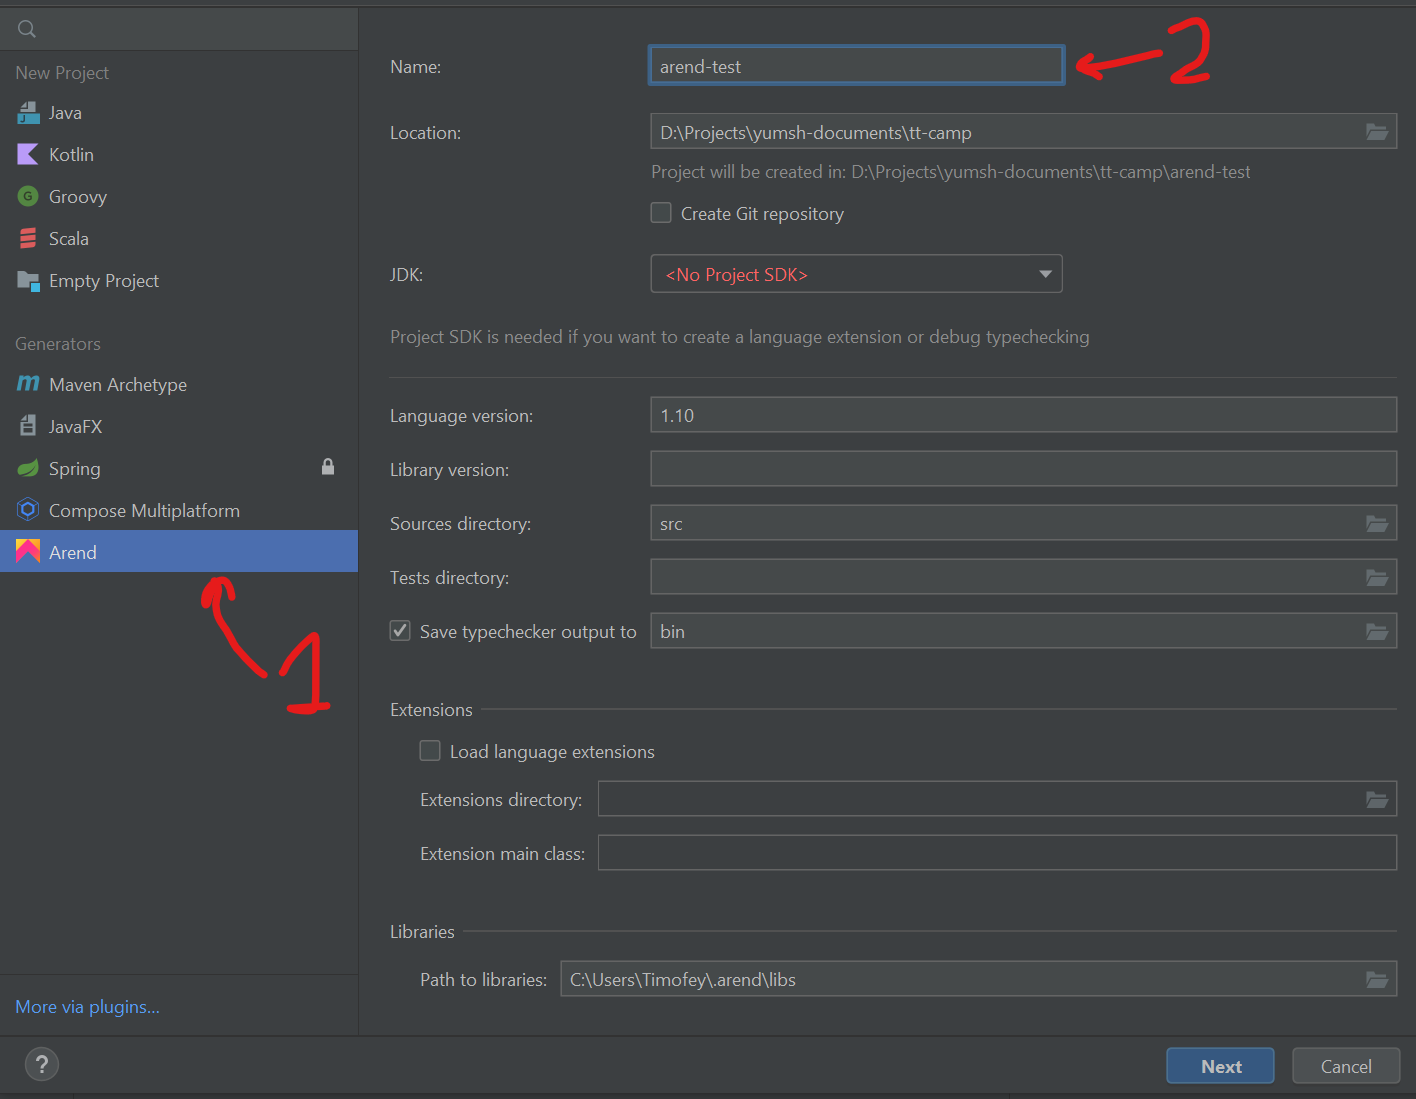 New Project
Java
Kotlin
G Groovy
Scala
Empty Project
Generators
m Maven Archetype
JavaFX
Spring
Compose Multiplatform
Arend
1
More via plugins...
?
Name: arend-test
2
Location: D:\Projects\yumsh-documents\tt-camp
Project will be created in: D:\Projects\yumsh-documents\tt-camp\arend-test
Create Git repository
JDK: <No Project SDK>
Project SDK is needed if you want to create a language extension or debug typechecking
Language version: 1.10
Library version:
Sources directory: src
Tests directory:
Save typechecker output to bin
Extensions
Load language extensions
Extensions directory:
Extension main class:
Libraries
Path to libraries: C:\Users\Timofey\.arend\libs
Next Cancel